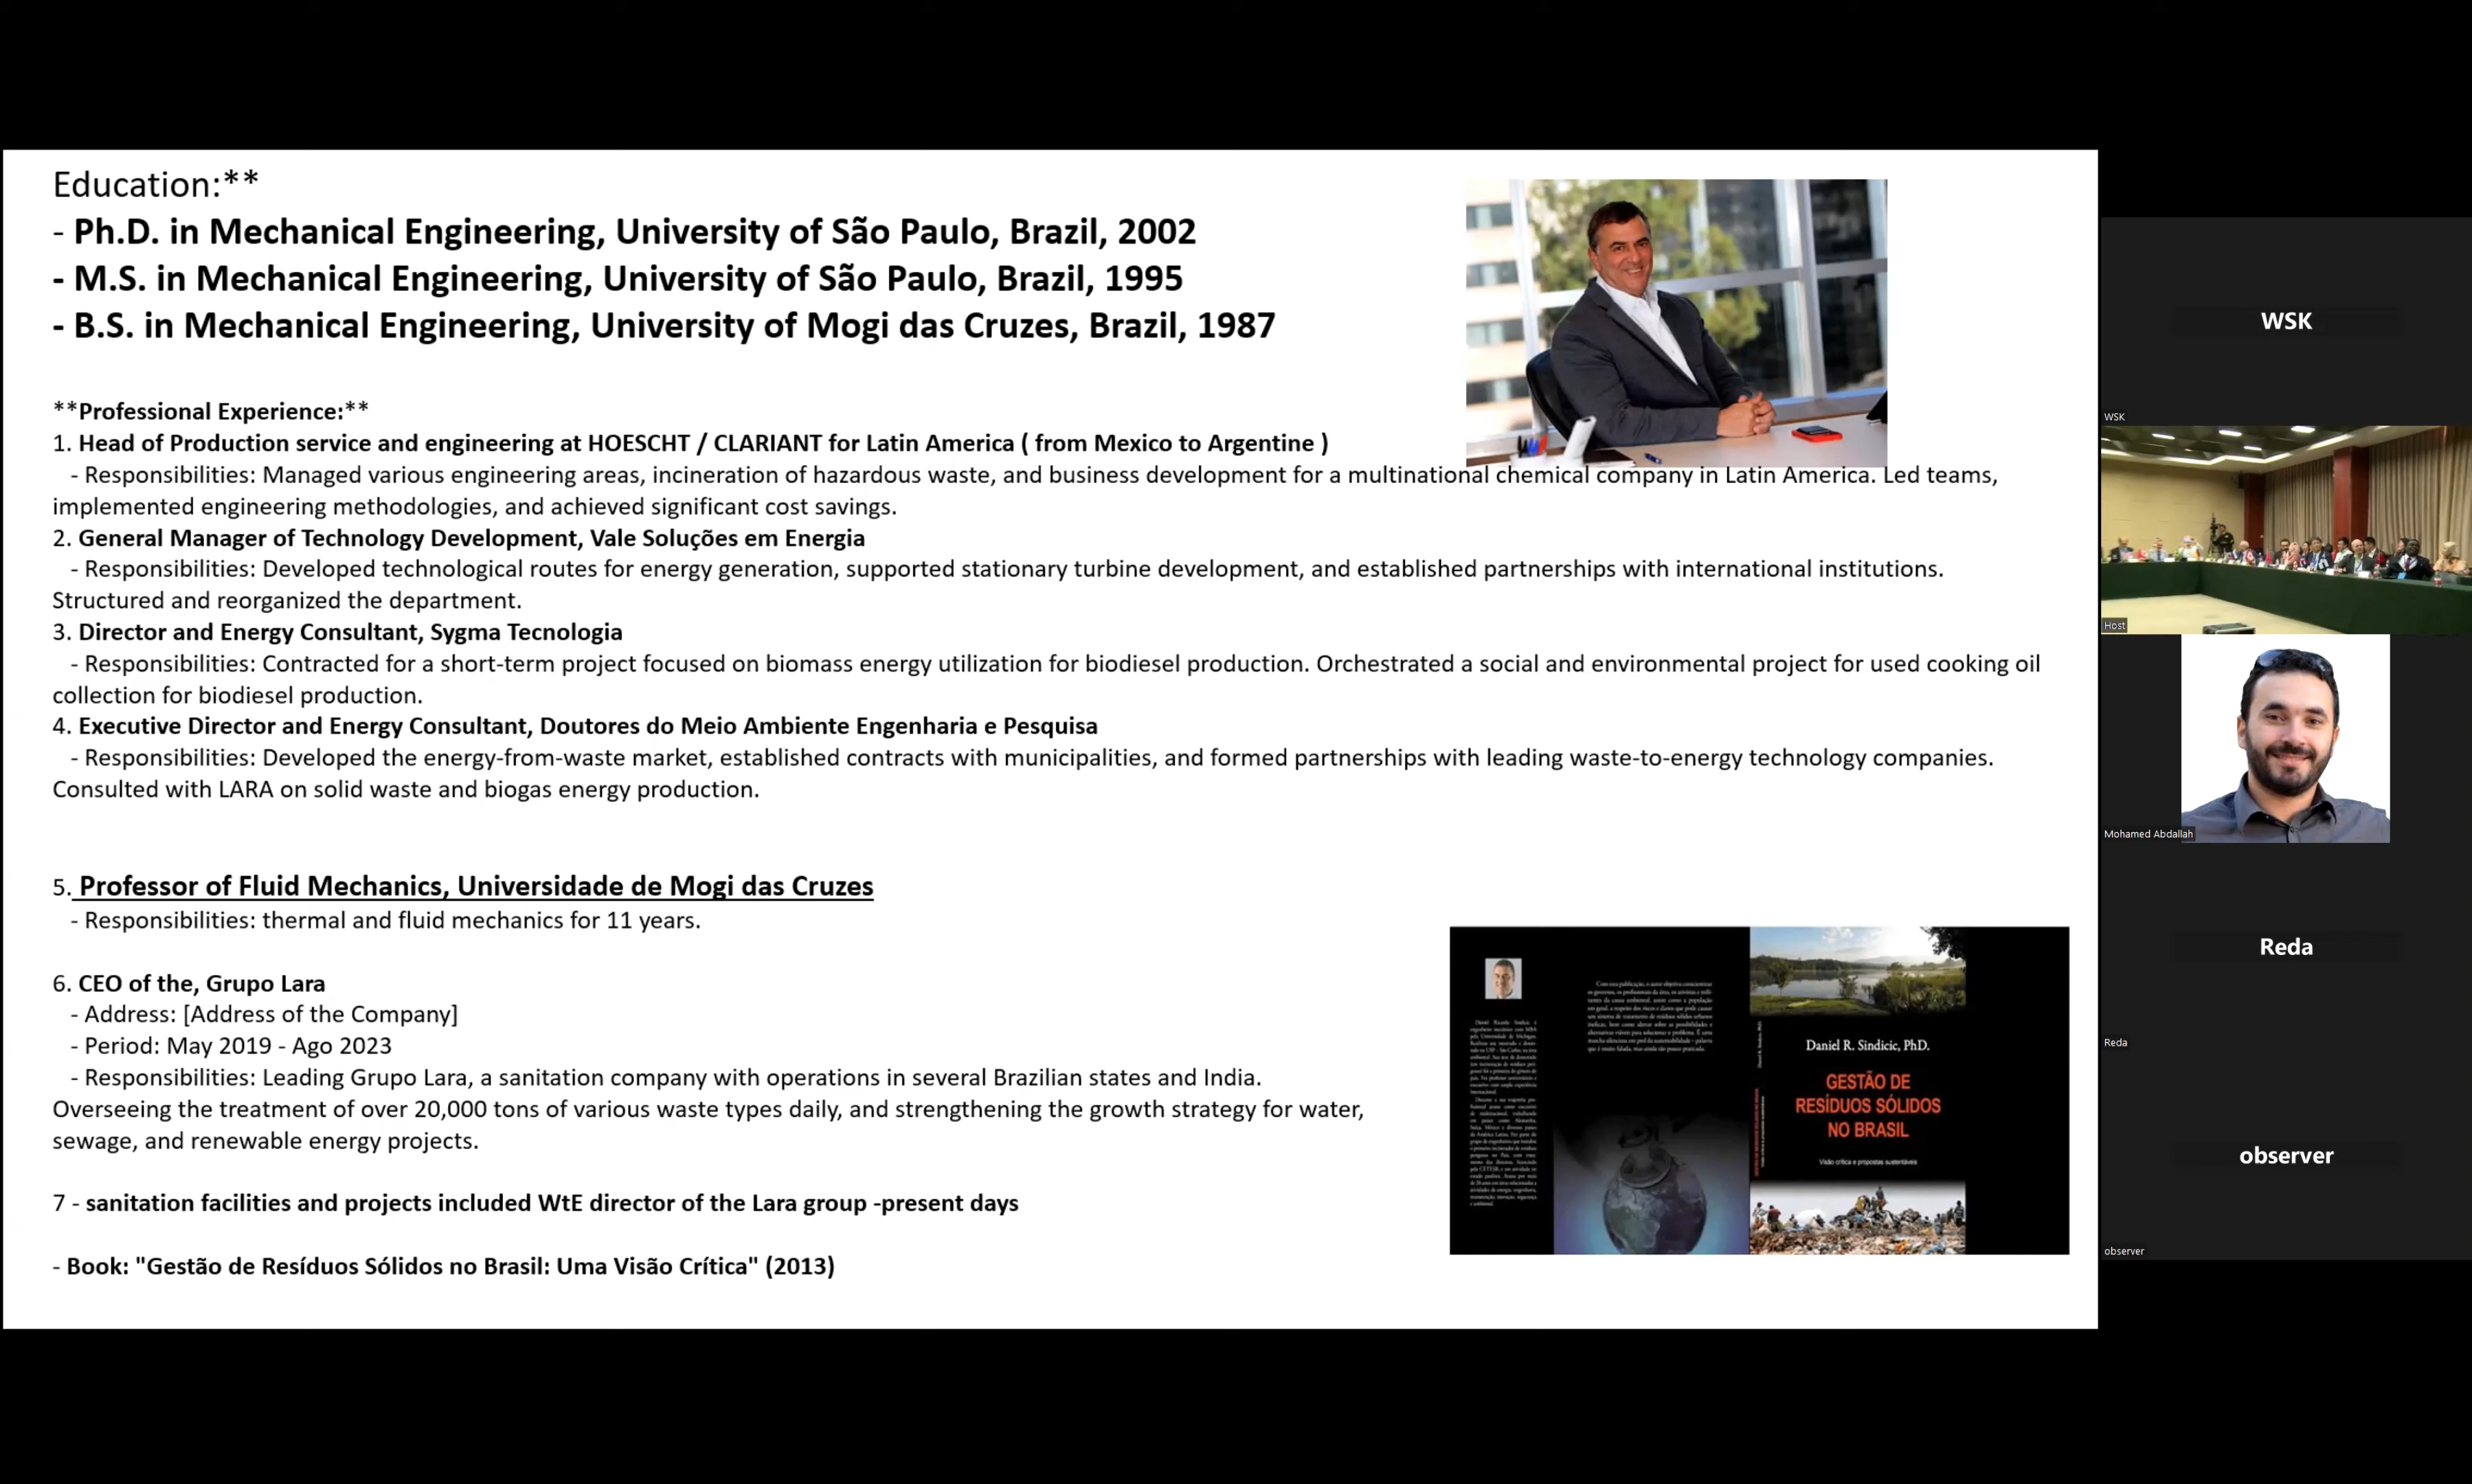 Education:**
- Ph.D. in Mechanical Engineering, University of São Paulo, Brazil, 2002
- M.S. in Mechanical Engineering, University of São Paulo, Brazil, 1995
- B.S. in Mechanical Engineering, University of Mogi das Cruzes, Brazil, 1987
**Professional Experience:**
1. Head of Production service and engineering at HOESCHT / CLARIANT for Latin America ( from Mexico to Argentine )
- Responsibilities: Managed various engineering areas, incineration of hazardous waste, and business development for a multinational chemical company in Latin America. Led teams,
implemented engineering methodologies, and achieved significant cost savings.
2. General Manager of Technology Development, Vale Soluções em Energia
- Responsibilities: Developed technological routes for energy generation, supported stationary turbine development, and established partnerships with international institutions.
Structured and reorganized the department.
3. Director and Energy Consultant, Sygma Tecnologia
- Responsibilities: Contracted for a short-term project focused on biomass energy utilization for biodiesel production. Orchestrated a social and environmental project for used cooking oil
collection for biodiesel production.
4. Executive Director and Energy Consultant, Doutores do Meio Ambiente Engenharia e Pesquisa
- Responsibilities: Developed the energy-from-waste market, established contracts with municipalities, and formed partnerships with leading waste-to-energy technology companies.
Consulted with LARA on solid waste and biogas energy production.
5. Professor of Fluid Mechanics, Universidade de Mogi das Cruzes
- Responsibilities: thermal and fluid mechanics for 11 years.
6. CEO of the, Grupo Lara
- Address: [Address of the Company]
- Period: May 2019 - Ago 2023
- Responsibilities: Leading Grupo Lara, a sanitation company with operations in several Brazilian states and India.
Overseeing the treatment of over 20,000 tons of various waste types daily, and strengthening the growth strategy for water,
sewage, and renewable energy projects.
7 - sanitation facilities and projects included WtE director of the Lara group -present days
- Book: "Gestão de Resíduos Sólidos no Brasil: Uma Visão Crítica" (2013)
Daniel R. Sindicic, PhD.
GESTÃO DE
RESÍDUOS SÓLIDOS
NO BRASIL
Visão crítica e propostas sustentáveis
WSK
WSK
Host
Mohamed Abdallah
Reda
Reda
observer
observer